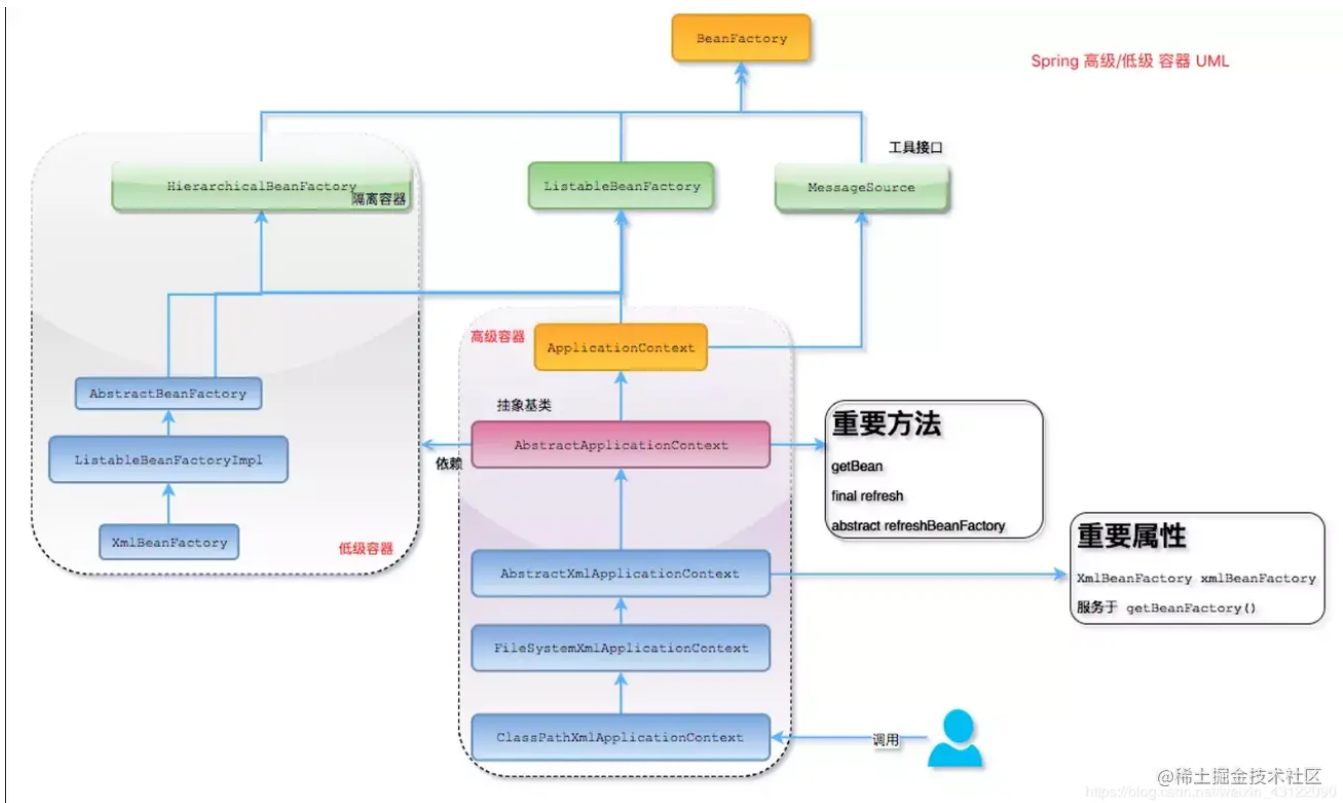 BeanFactory
Spring 高级/低级 容器 UML
工具接口
HierarchicalBeanFactory
隔离容器
ListableBeanFactory
MessageSource
高级容器
ApplicationContext
AbstractBeanFactory
抽象基类
AbstractApplicationContext
依赖
ListableBeanFactoryImpl
XmlBeanFactory
低级容器
重要方法
getBean
final refresh
abstract refreshBeanFactory
重要属性
XmlBeanFactory xmlBeanFactory
服务于 getBeanFactory()
AbstractXmlApplicationContext
FileSystemXmlApplicationContext
ClassPathXmlApplicationContext
调用
@稀土掘金技术社区